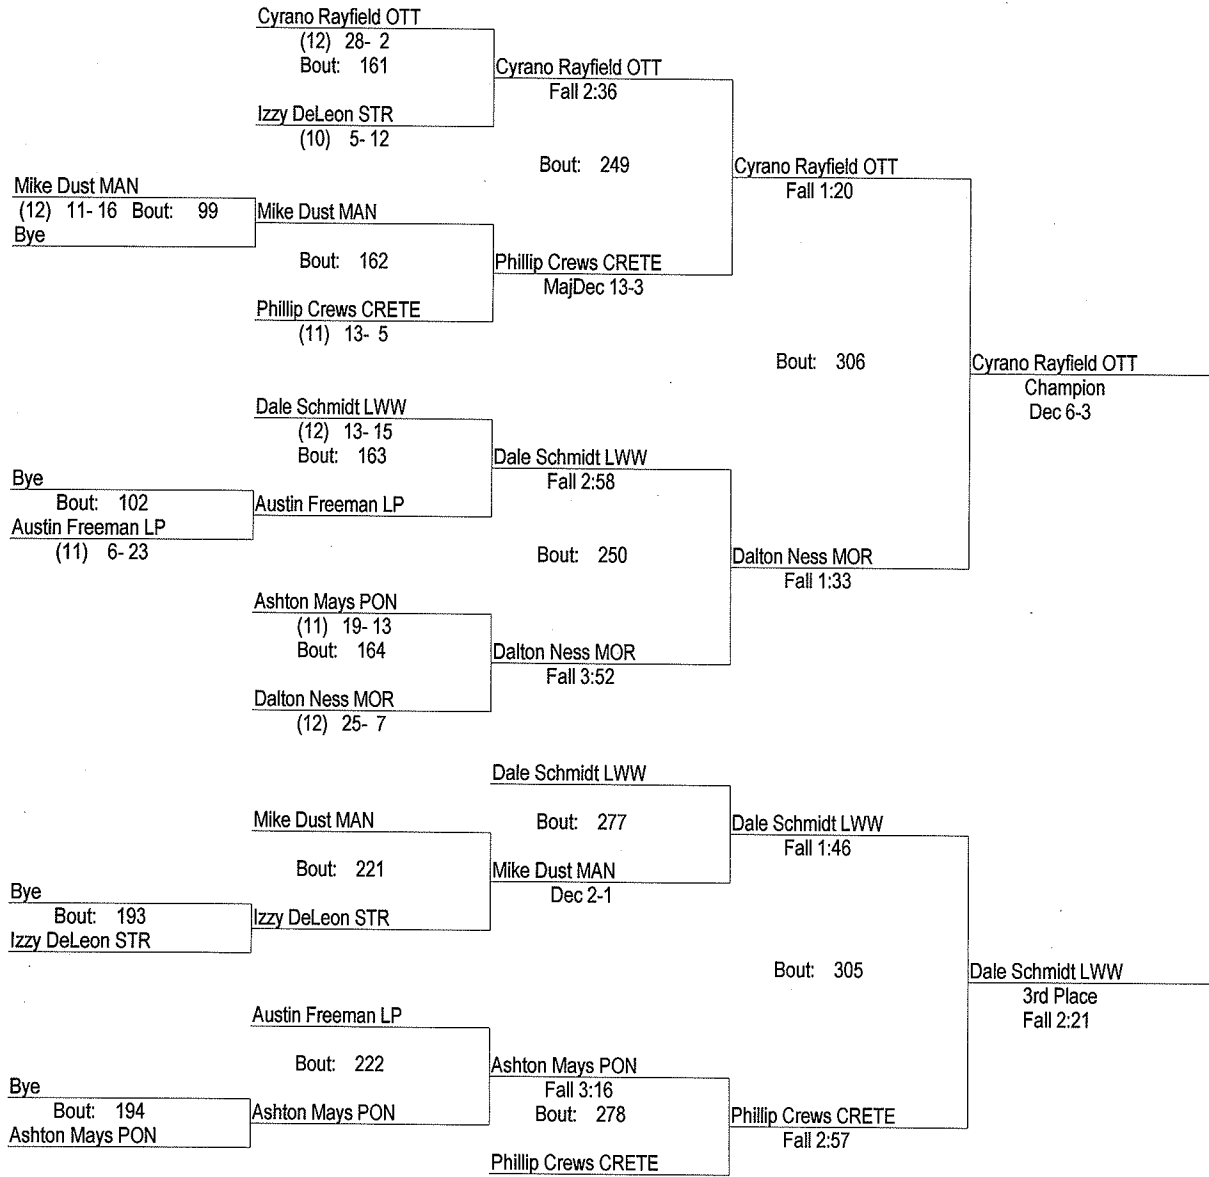 Cyrano Rayfield OTT
(12) 28- 2
Bout: 161
Cyrano Rayfield OTT
Fall 2:36
Izzy DeLeon STR
(10) 5- 12
Bout: 249
Cyrano Rayfield OTT
Fall 1:20
Mike Dust MAN
(12) 11- 16 Bout: 99
Bye
Mike Dust MAN
Bout: 162
Phillip Crews CRETE
MajDec 13-3
Phillip Crews CRETE
(11) 13- 5
Bout: 306
Cyrano Rayfield OTT
Champion
Dec 6-3
Dale Schmidt LWW
(12) 13- 15
Bout: 163
Dale Schmidt LWW
Fall 2:58
Bye
Bout: 102
Austin Freeman LP
(11) 6- 23
Austin Freeman LP
Bout: 250
Dalton Ness MOR
Fall 1:33
Ashton Mays PON
(11) 19- 13
Bout: 164
Dalton Ness MOR
Fall 3:52
Dalton Ness MOR
(12) 25- 7
Dale Schmidt LWW
Bout: 277
Dale Schmidt LWW
Fall 1:46
Mike Dust MAN
Bout: 221
Mike Dust MAN
Dec 2-1
Bye
Bout: 193
Izzy DeLeon STR
Izzy DeLeon STR
Bout: 305
Dale Schmidt LWW
3rd Place
Fall 2:21
Austin Freeman LP
Bout: 222
Ashton Mays PON
Fall 3:16
Bout: 278
Bye
Bout: 194
Ashton Mays PON
Ashton Mays PON
Phillip Crews CRETE
Fall 2:57
Phillip Crews CRETE